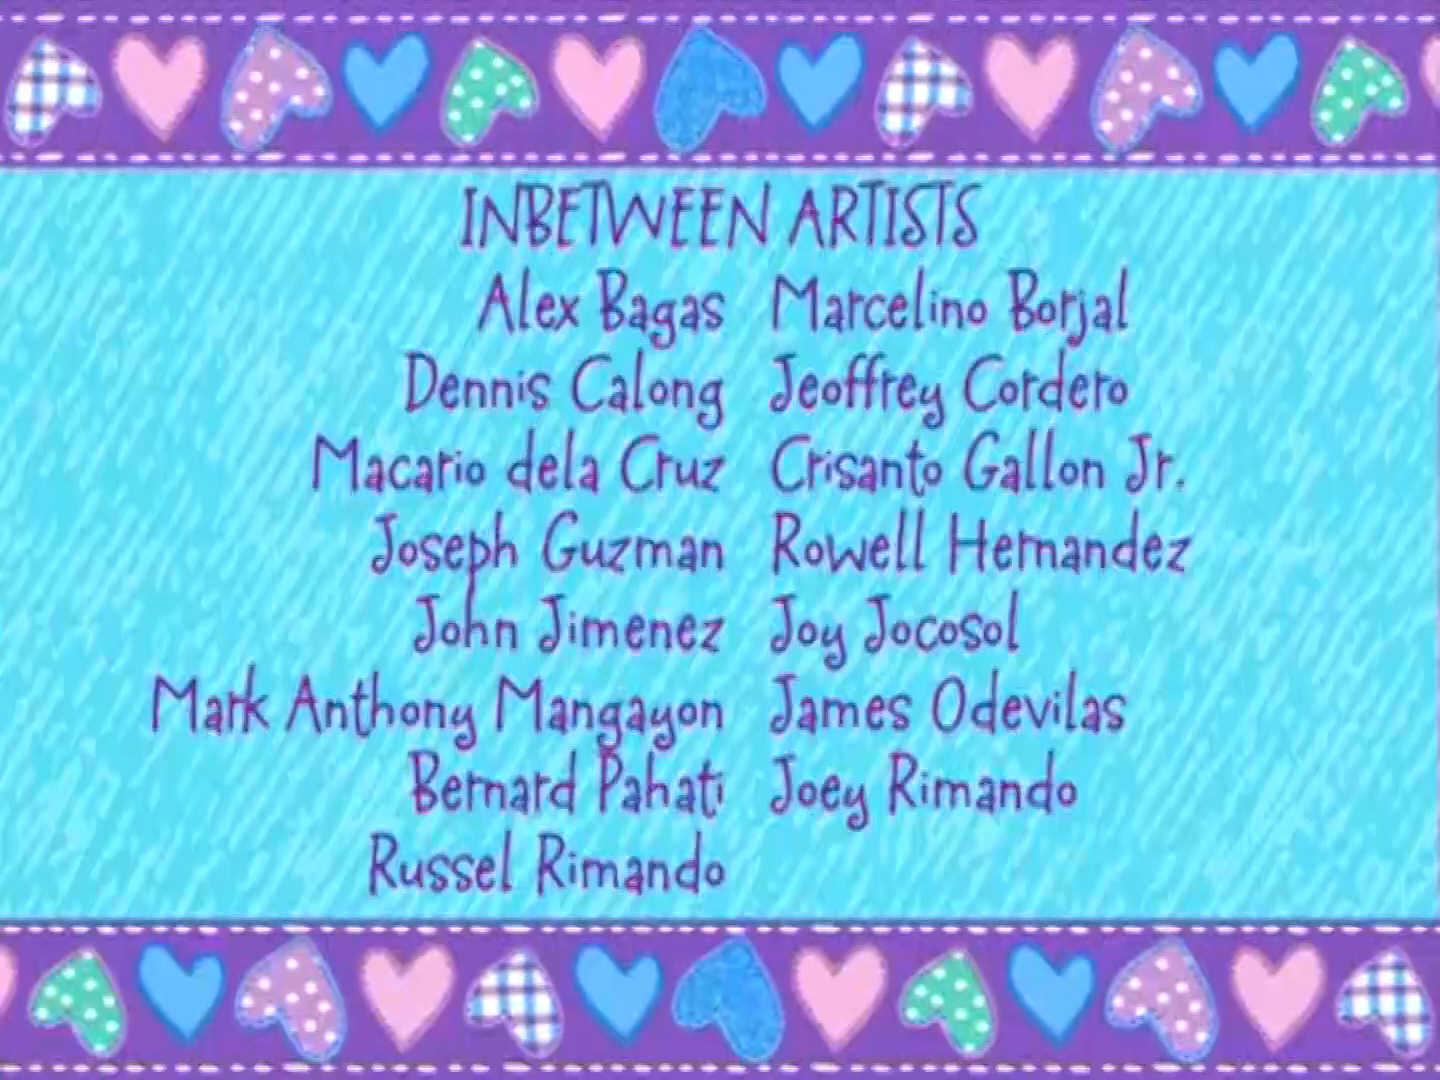 INBETWEEN ARTISTS
Alex Bagas Marcelino Borjal
Dennis Calong Jeoffrey Cordero
Macario dela Cruz Crisanto Gallon Jr.
Joseph Guzman Rowell Hernandez
John Jimenez Joy Jocosol
Mark Anthony Mangayon James Odevilas
Bernard Pahati Joey Rimando
Russel Rimando